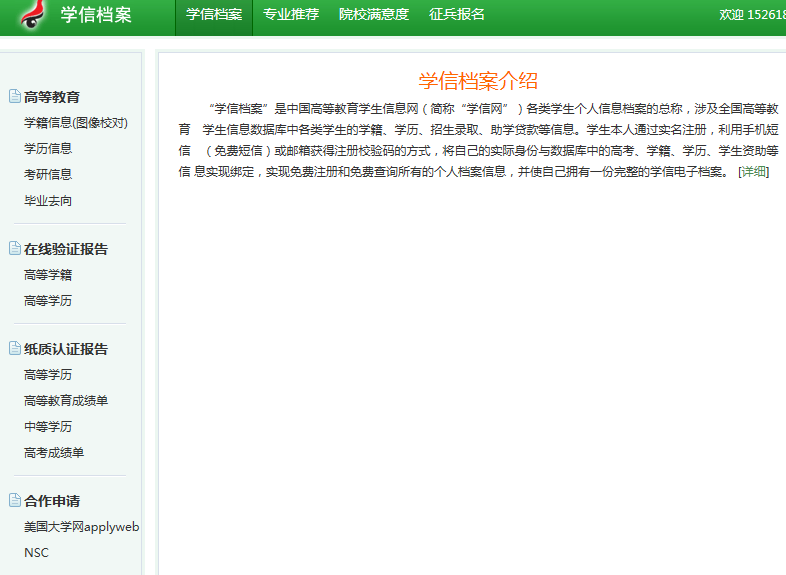 学信档案 学信档案 专业推荐 院校满意度 征兵报名 欢迎 15261
高等教育
学籍信息(图像校对)
学历信息
考研信息
毕业去向
在线验证报告
高等学籍
高等学历
纸质认证报告
高等学历
高等教育成绩单
中等学历
高考成绩单
合作申请
美国大学网applyweb
NSC
学信档案介绍
“学信档案”是中国高等教育学生信息网（简称“学信网”）各类学生个人信息档案的总称，涉及全国高等教
育 学生信息数据库中各类学生的学籍、学历、招生录取、助学贷款等信息。学生本人通过实名注册，利用手机短
信 （免费短信）或邮箱获得注册校验码的方式，将自己的实际身份与数据库中的高考、学籍、学历、学生资助等
信 息实现绑定，实现免费注册和免费查询所有的个人档案信息，并使自己拥有一份完整的学信电子档案。 [详细]